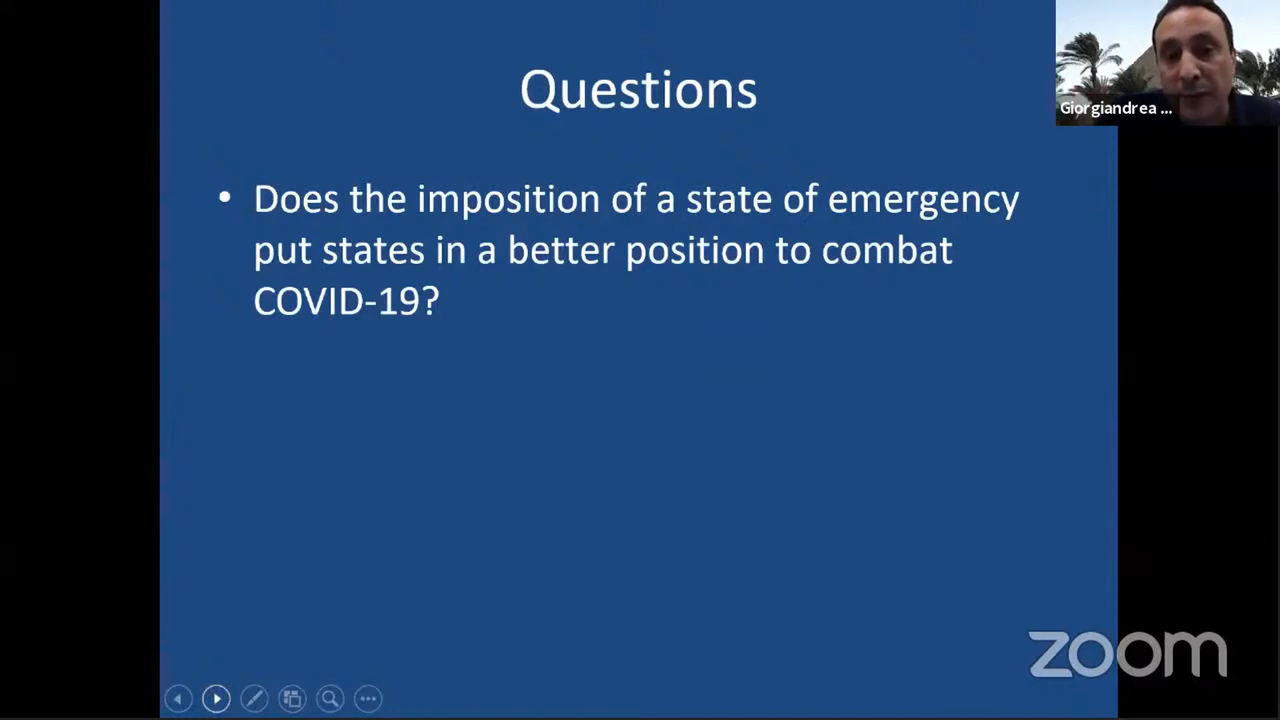 Questions
Giorgiandrea ...
• Does the imposition of a state of emergency
put states in a better position to combat
COVID-19?
zoom